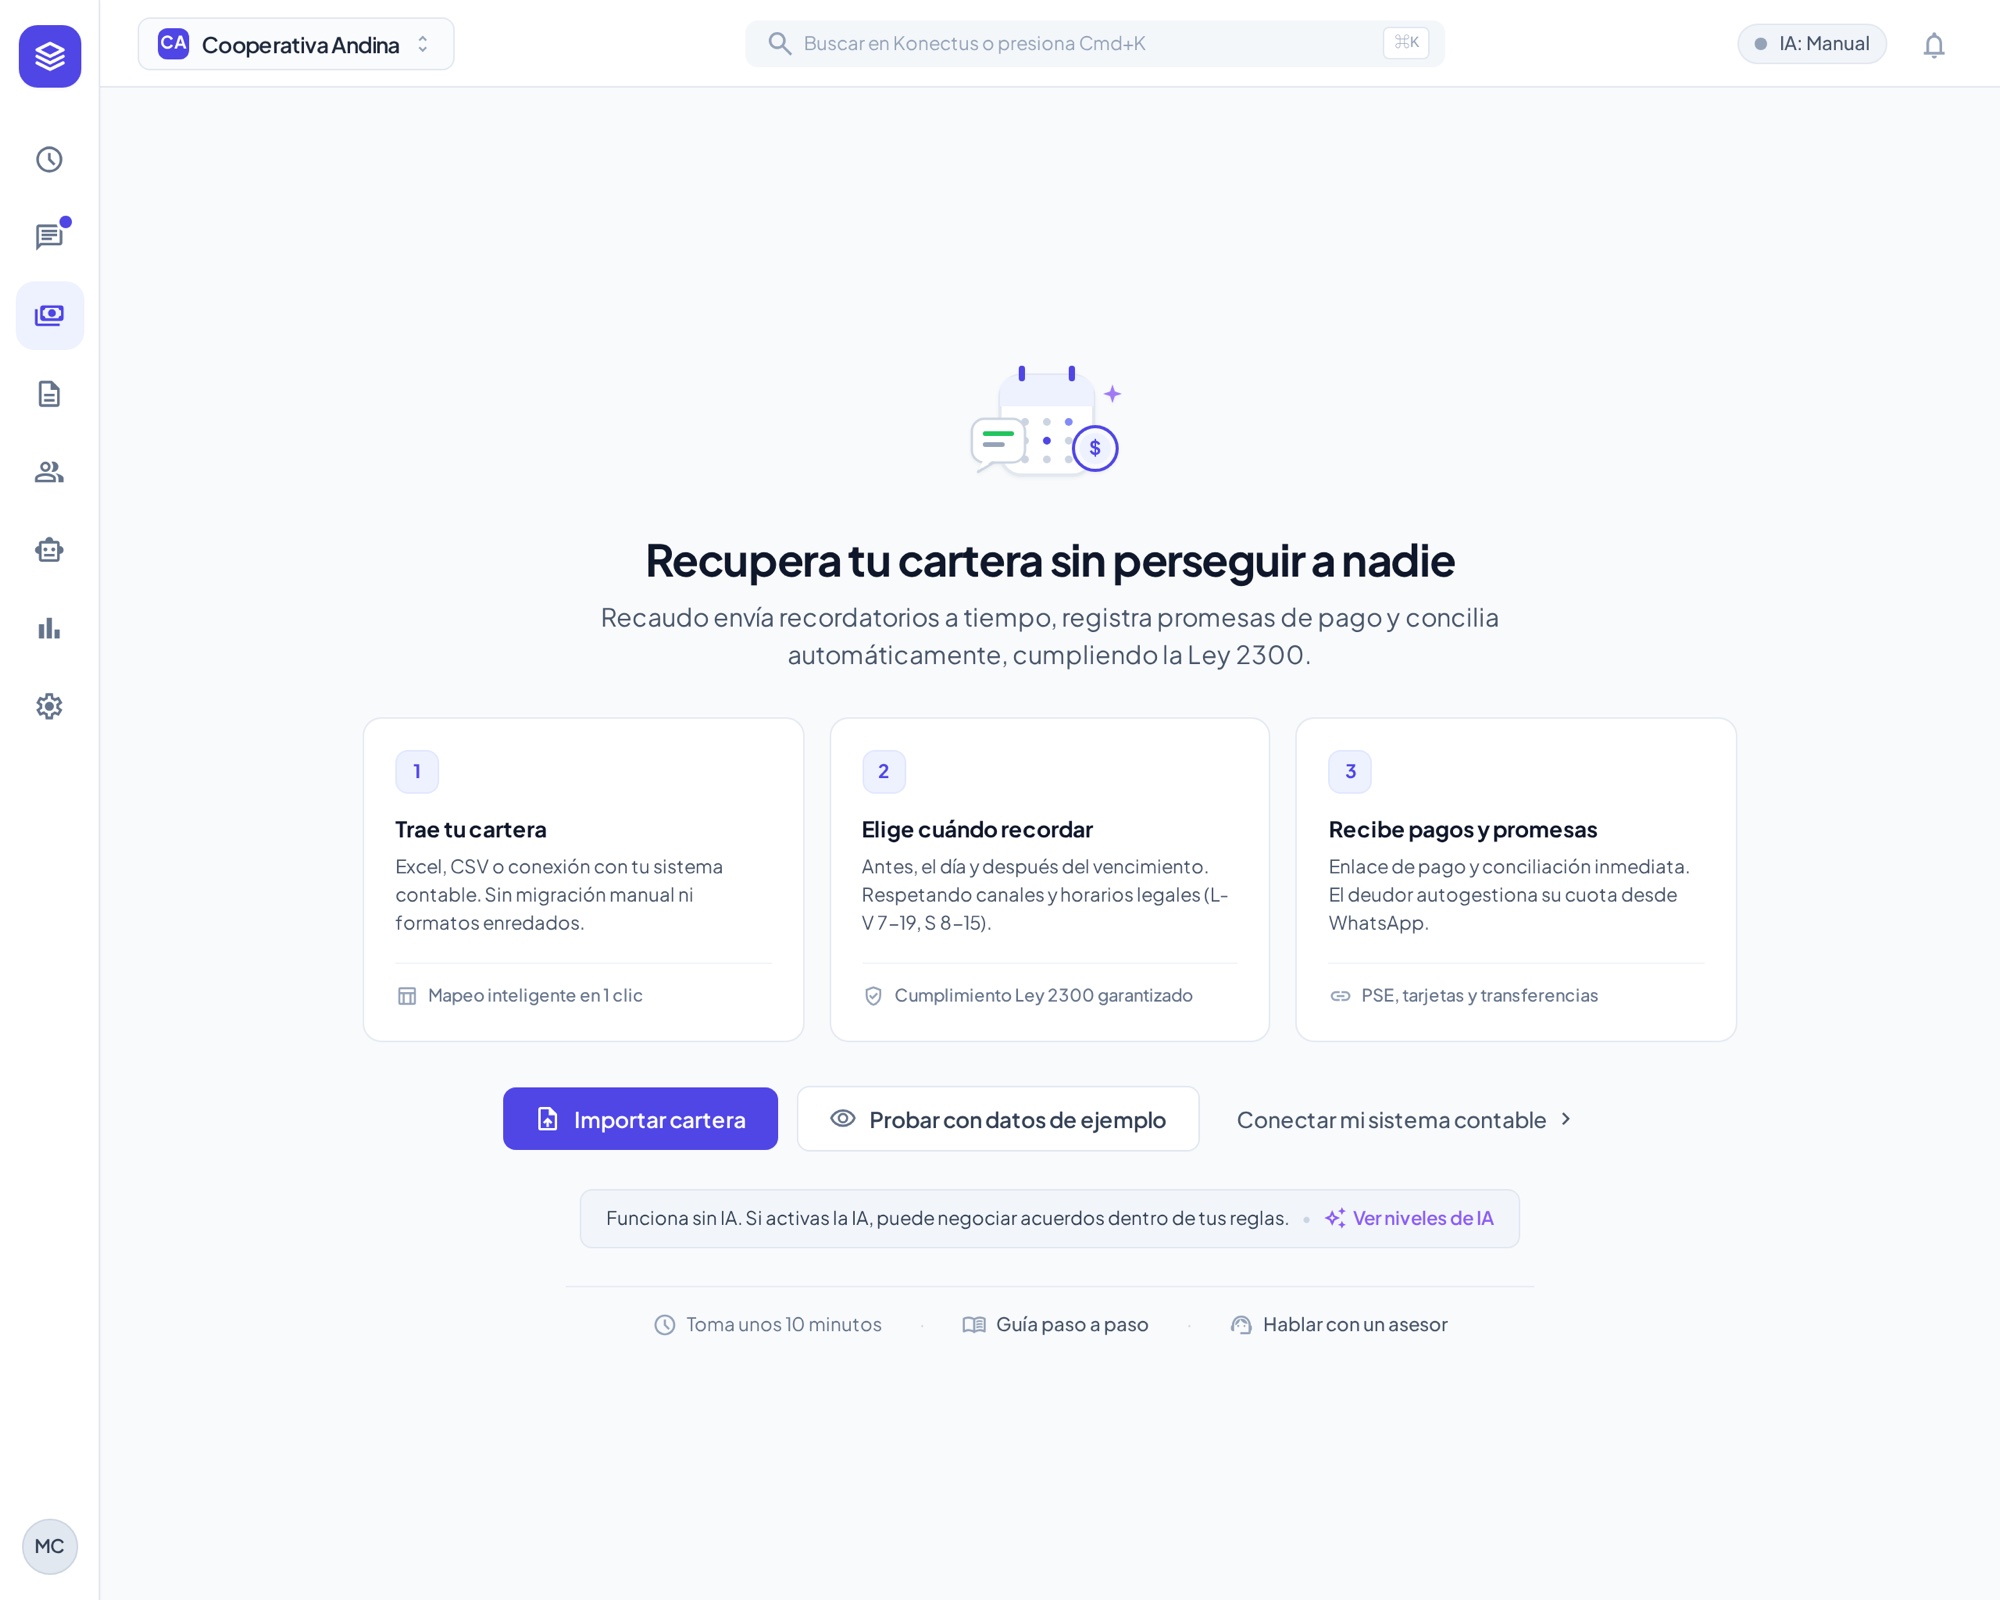 CA Cooperativa Andina
Buscar en Konectus o presiona Cmd+K
⌘K
IA: Manual
$
Recupera tu cartera sin perseguir a nadie
Recaudo envía recordatorios a tiempo, registra promesas de pago y concilia
automáticamente, cumpliendo la Ley 2300.
1
Trae tu cartera
Excel, CSV o conexión con tu sistema
contable. Sin migración manual ni
formatos enredados.
Mapeo inteligente en 1 clic
2
Elige cuándo recordar
Antes, el día y después del vencimiento.
Respetando canales y horarios legales (L-
V 7–19, S 8–15).
Cumplimiento Ley 2300 garantizado
3
Recibe pagos y promesas
Enlace de pago y conciliación inmediata.
El deudor autogestiona su cuota desde
WhatsApp.
PSE, tarjetas y transferencias
Importar cartera
Probar con datos de ejemplo
Conectar mi sistema contable
Funciona sin IA. Si activas la IA, puede negociar acuerdos dentro de tus reglas. • Ver niveles de IA
Toma unos 10 minutos · Guía paso a paso · Hablar con un asesor
MC